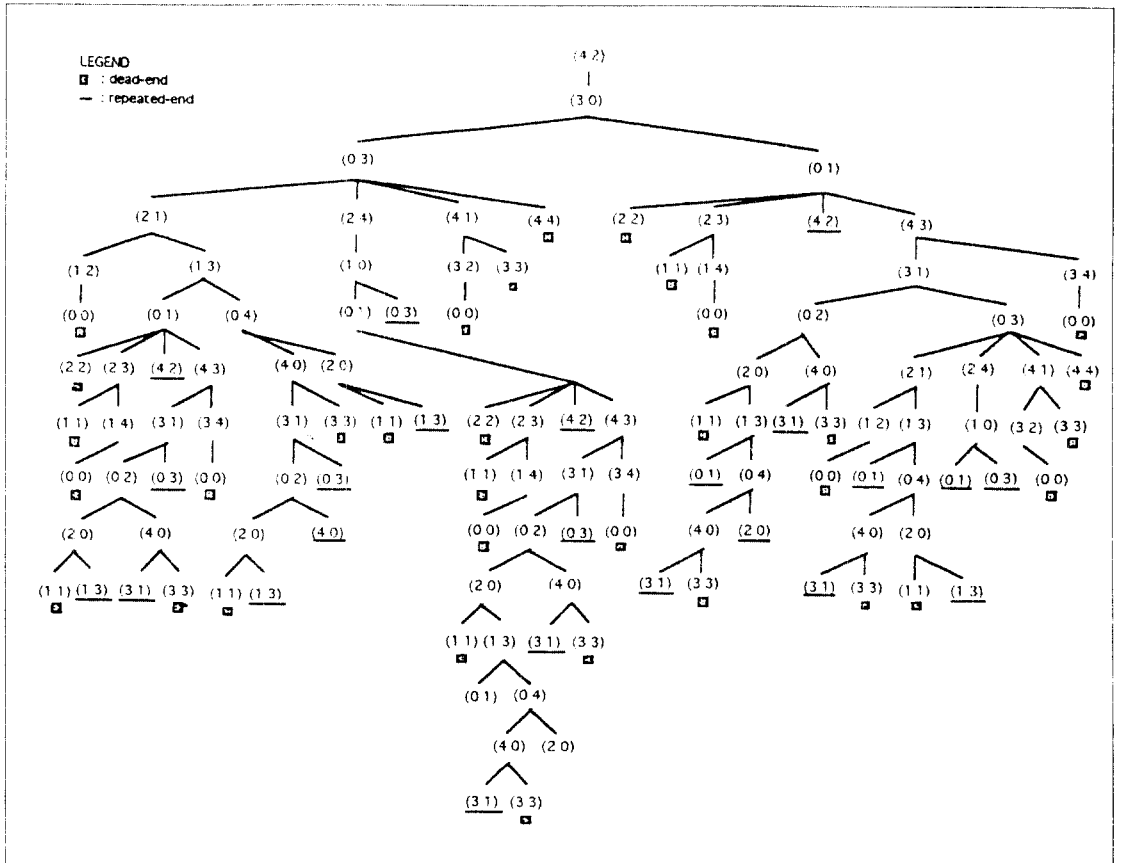 LEGEND
: dead-end
— : repeated-end
(4 2)
(3 0)
(0 3) (0 1)
(2 1) (2 4) (4 1) (4 4) (2 2) (2 3) (4 2) (4 3)
(1 2) (1 3) (1 0) (3 2) (3 3) (1 1) (1 4) (3 1) (3 4)
(0 0) (0 1) (0 4) (0 1) (0 3) (0 0) (0 0) (0 2) (0 3) (0 0)
(2 2) (2 3) (4 2) (4 3) (4 0) (2 0) (2 0) (4 0) (2 1) (2 4) (4 1) (4 4)
(1 1) (1 4) (3 1) (3 4) (3 1) (3 3) (1 1) (1 3) (2 2) (2 3) (4 2) (4 3) (1 1) (1 3) (3 1) (3 3) (1 2) (1 3) (1 0) (3 2) (3 3)
(0 0) (0 2) (0 3) (0 0) (0 2) (0 3) (1 1) (1 4) (3 1) (3 4) (0 1) (0 4) (0 0) (0 1) (0 4) (0 1) (0 3) (0 0)
(2 0) (4 0) (2 0) (4 0) (0 0) (0 2) (0 3) (0 0) (4 0) (2 0) (4 0) (2 0)
(1 1) (1 3) (3 1) (3 3) (1 1) (1 3) (2 0) (4 0) (3 1) (3 3) (3 1) (3 3) (1 1) (1 3)
(1 1) (1 3) (3 1) (3 3)
(0 1) (0 4)
(4 0) (2 0)
(3 1) (3 3)